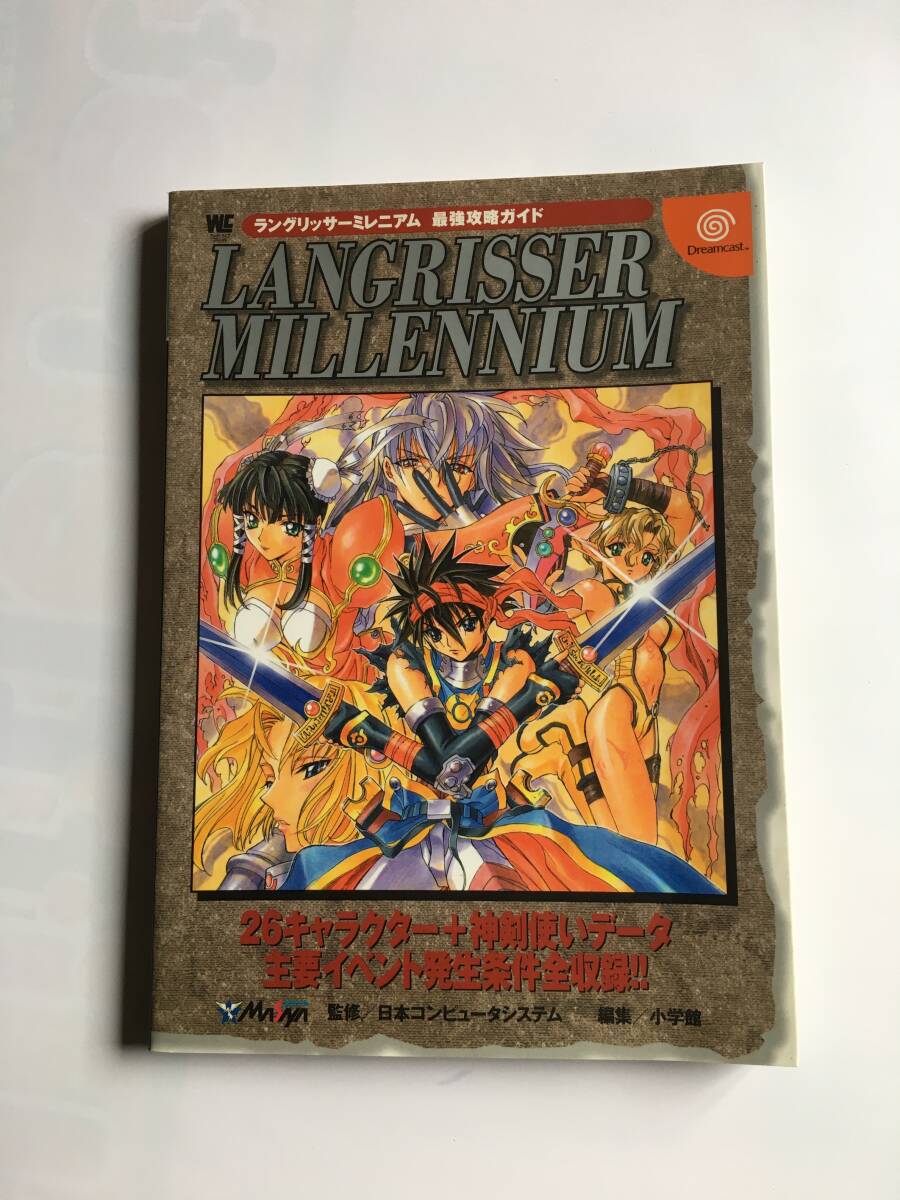 WC
ラングリッサーミレニアム 最強攻略ガイド
Dreamcast™
LANGRISSER
MILLENNIUM
26キャラクター+神剣使いデータ
主要イベント発生条件全収録!!
MASAYA 監修/日本コンピュータシステム 編集/小学館